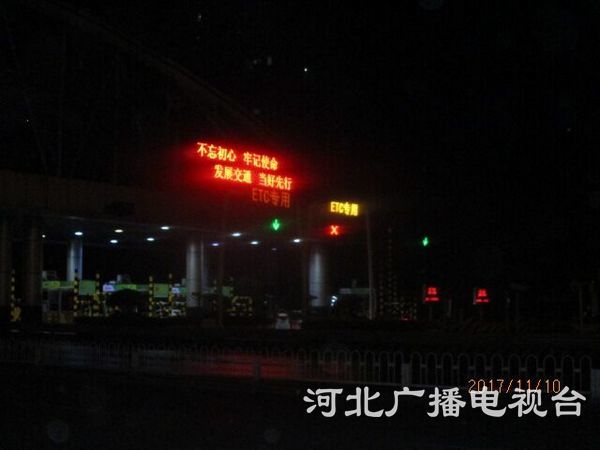 不忘初心 牢记使命
发展交通 当好先行
ETC专用
ETC专用
X
2017/11/10
河北广播电视台